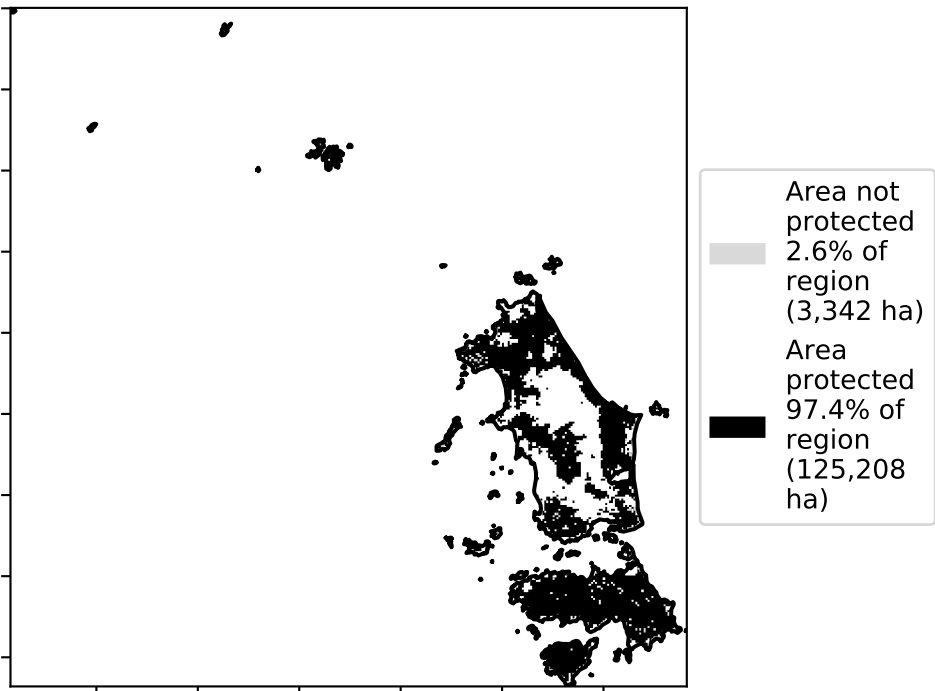 Area not
protected
2.6% of
region
(3,342 ha)
Area
protected
97.4% of
region
(125,208
ha)